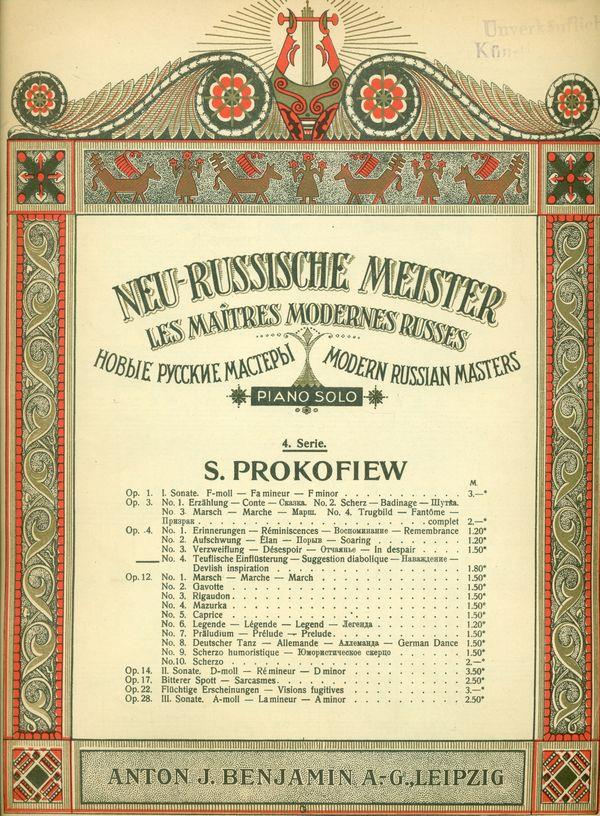 Unverkäuflich
NEU-RUSSISCHE MEISTER
LES MAÎTRES MODERNES RUSSES
НОВЫЕ РУССКИЕ МАСТЕРЫ MODERN RUSSIAN MASTERS
PIANO SOLO
4. Serie.
S. PROKOFIEW
M.
Op. 1. I. Sonate. F-moll — Fa mineur — F minor 3.—*
Op. 3. No. 1. Erzählung — Conte — Сказка. No. 2. Scherz — Badinage — Шутка.
No 3 Marsch — Marche — Марш. No. 4. Trugbild — Fantôme —
Призрак complet 2.—*
Op. .4. No. 1. Erinnerungen — Réminiscences — Воспоминание — Remembrance 1.20*
No. 2. Aufschwung — Élan — Порыв — Soaring 1.20*
No. 3. Verzweiflung — Désespoir — Отчаянье — In despair 1.50*
No. 4. Teuflische Einflüsterung — Suggestion diabolique — Наваждение —
Devlish inspiration 1.80*
Op. 12. No. 1. Marsch — Marche — March 1.50*
No. 2. Gavotte 1.50*
No. 3. Rigaudon 1.50*
No. 4. Mazurka 1.50*
No. 5. Caprice 1.50*
No. 6. Legende — Légende — Legend — Легенда 1.20*
No. 7. Präludium — Prélude — Prelude 1.50*
No. 8. Deutscher Tanz — Allemande — Аллеманда — German Dance 1.50*
No. 9. Scherzo humoristique — Юмористическое скерцо 1.50*
No. 10. Scherzo 2.—*
Op. 14. II. Sonate. D-moll — Ré mineur — D minor 3.50*
Op. 17. Bitterer Spott — Sarcasmes 2.50*
Op. 22. Flüchtige Erscheinungen — Visions fugitives 3.—*
Op. 28. III. Sonate. A-moll — La mineur — A minor 2.50*
ANTON J. BENJAMIN A.-G., LEIPZIG